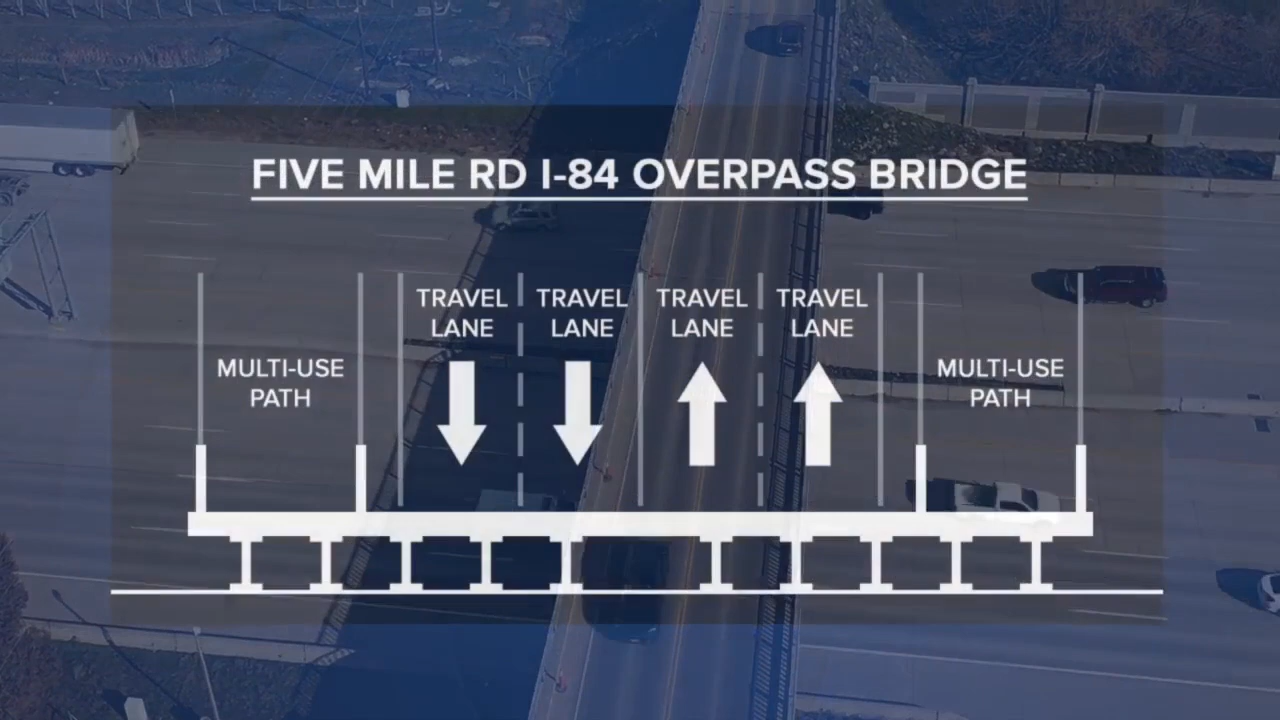 FIVE MILE RD I-84 OVERPASS BRIDGE
TRAVEL
LANE
TRAVEL
LANE
TRAVEL
LANE
TRAVEL
LANE
MULTI-USE
PATH
MULTI-USE
PATH